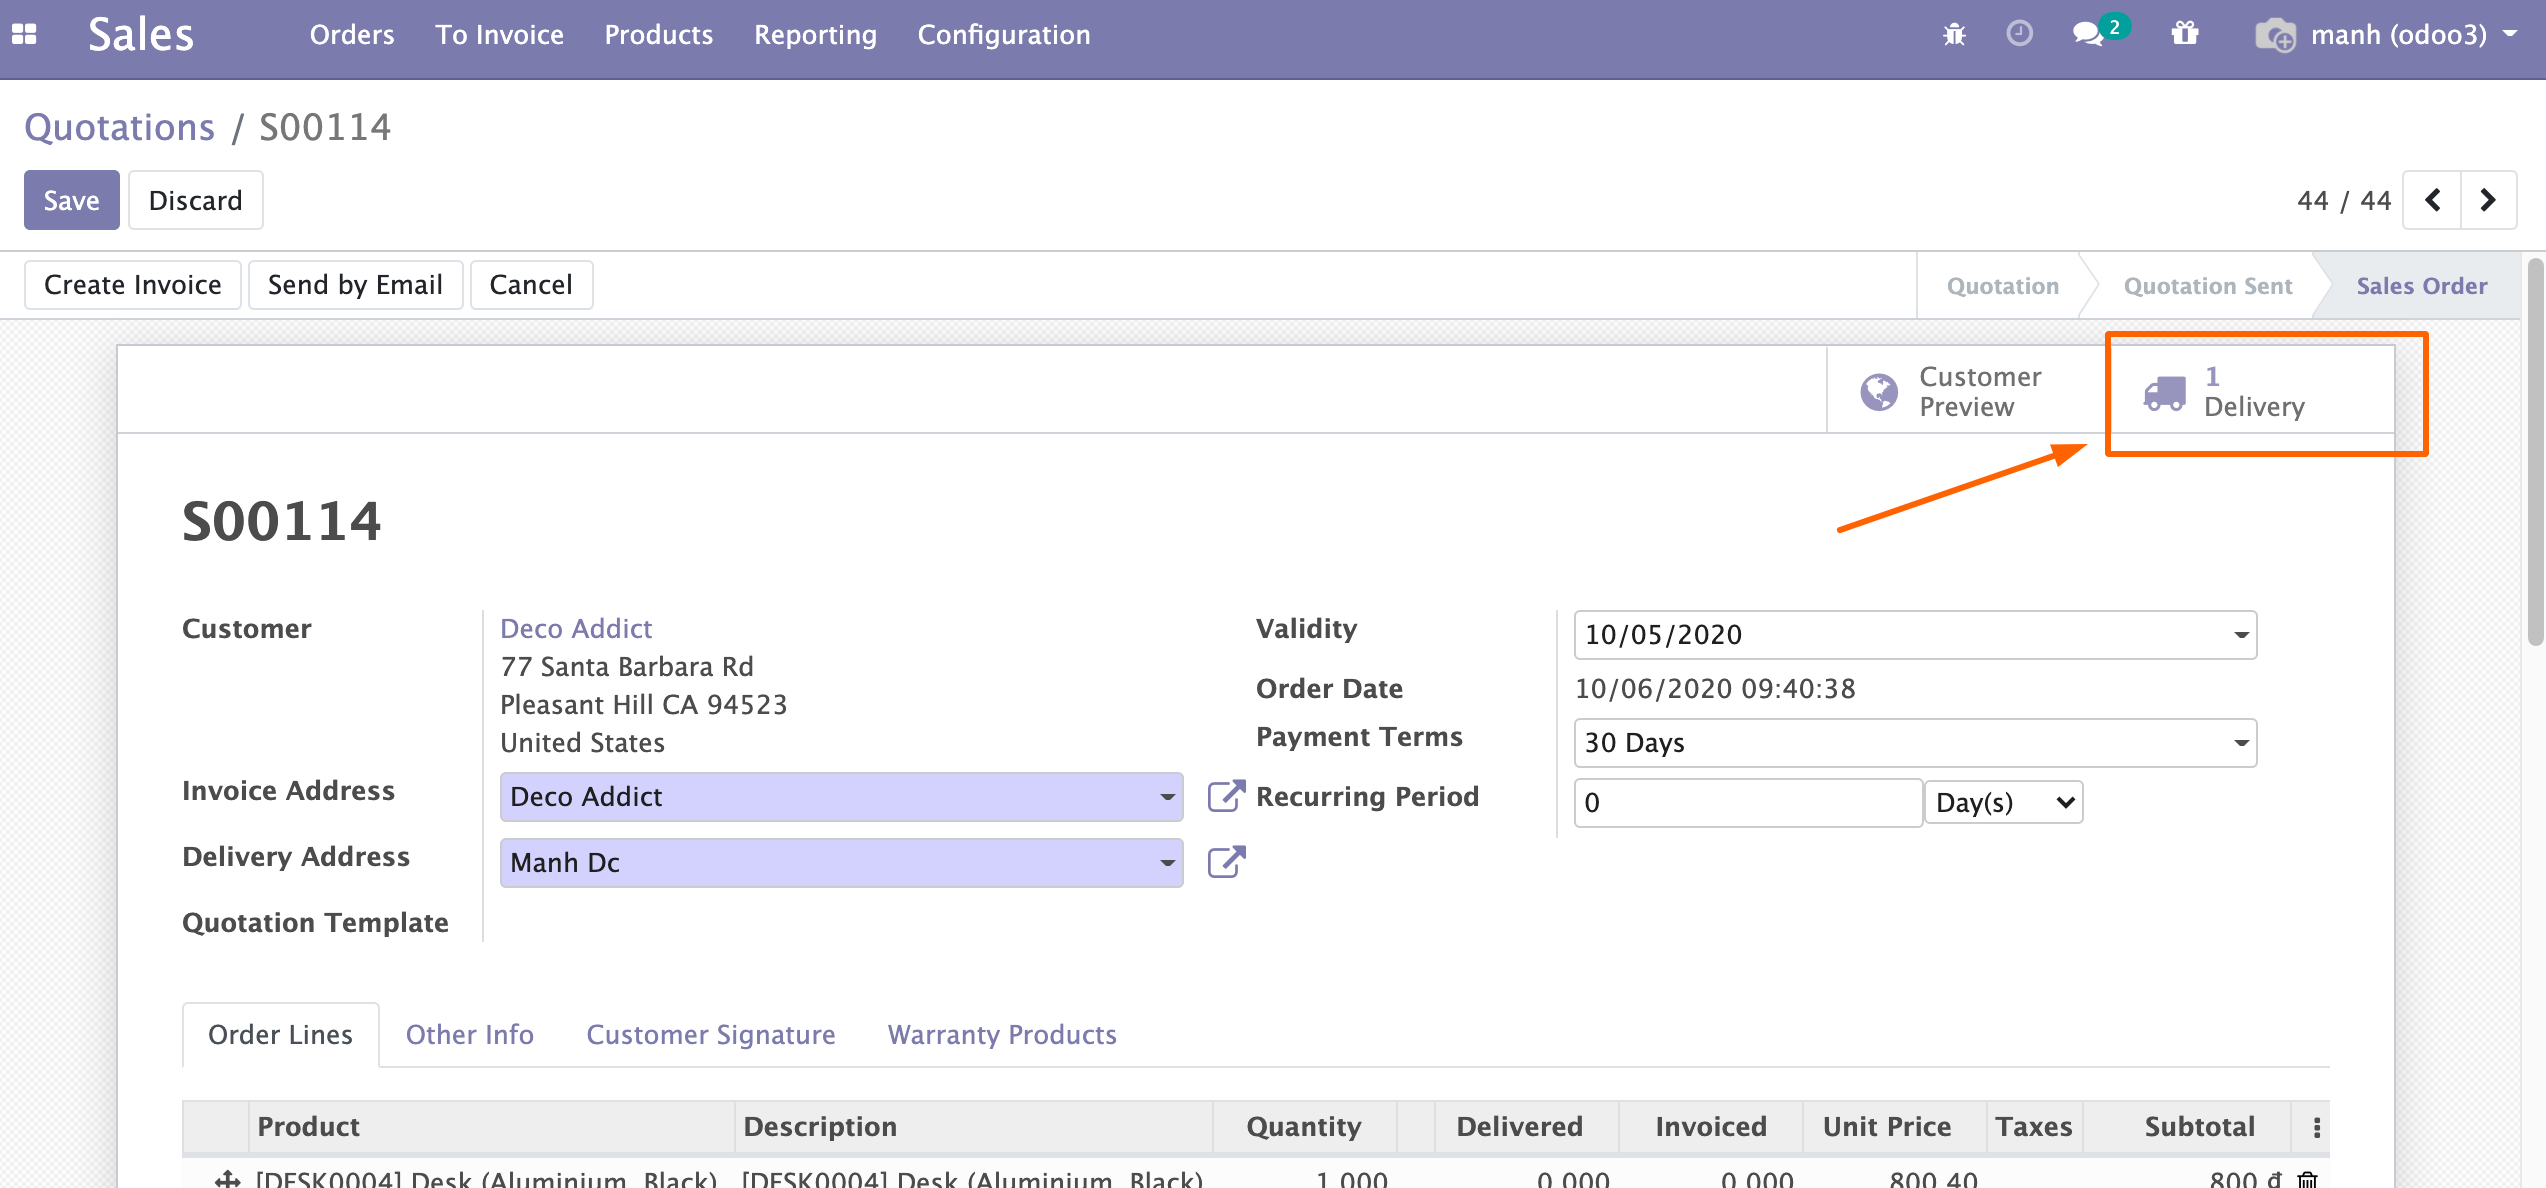 Sales Orders To Invoice Products Reporting Configuration 2 manh (odoo3)
Quotations / S00114
Save Discard 44 / 44
Create Invoice Send by Email Cancel Quotation Quotation Sent Sales Order
Customer Preview 1 Delivery
S00114
Customer Deco Addict Validity 10/05/2020
77 Santa Barbara Rd
Order Date 10/06/2020 09:40:38
Pleasant Hill CA 94523
United States Payment Terms 30 Days
Invoice Address Deco Addict Recurring Period 0 Day(s)
Delivery Address Manh Dc
Quotation Template
Order Lines Other Info Customer Signature Warranty Products
Product Description Quantity Delivered Invoiced Unit Price Taxes Subtotal
[DESK0004] Desk (Aluminium, Black) [DESK0004] Desk (Aluminium, Black) 1.000 0.000 0.000 800.40 800 ₫